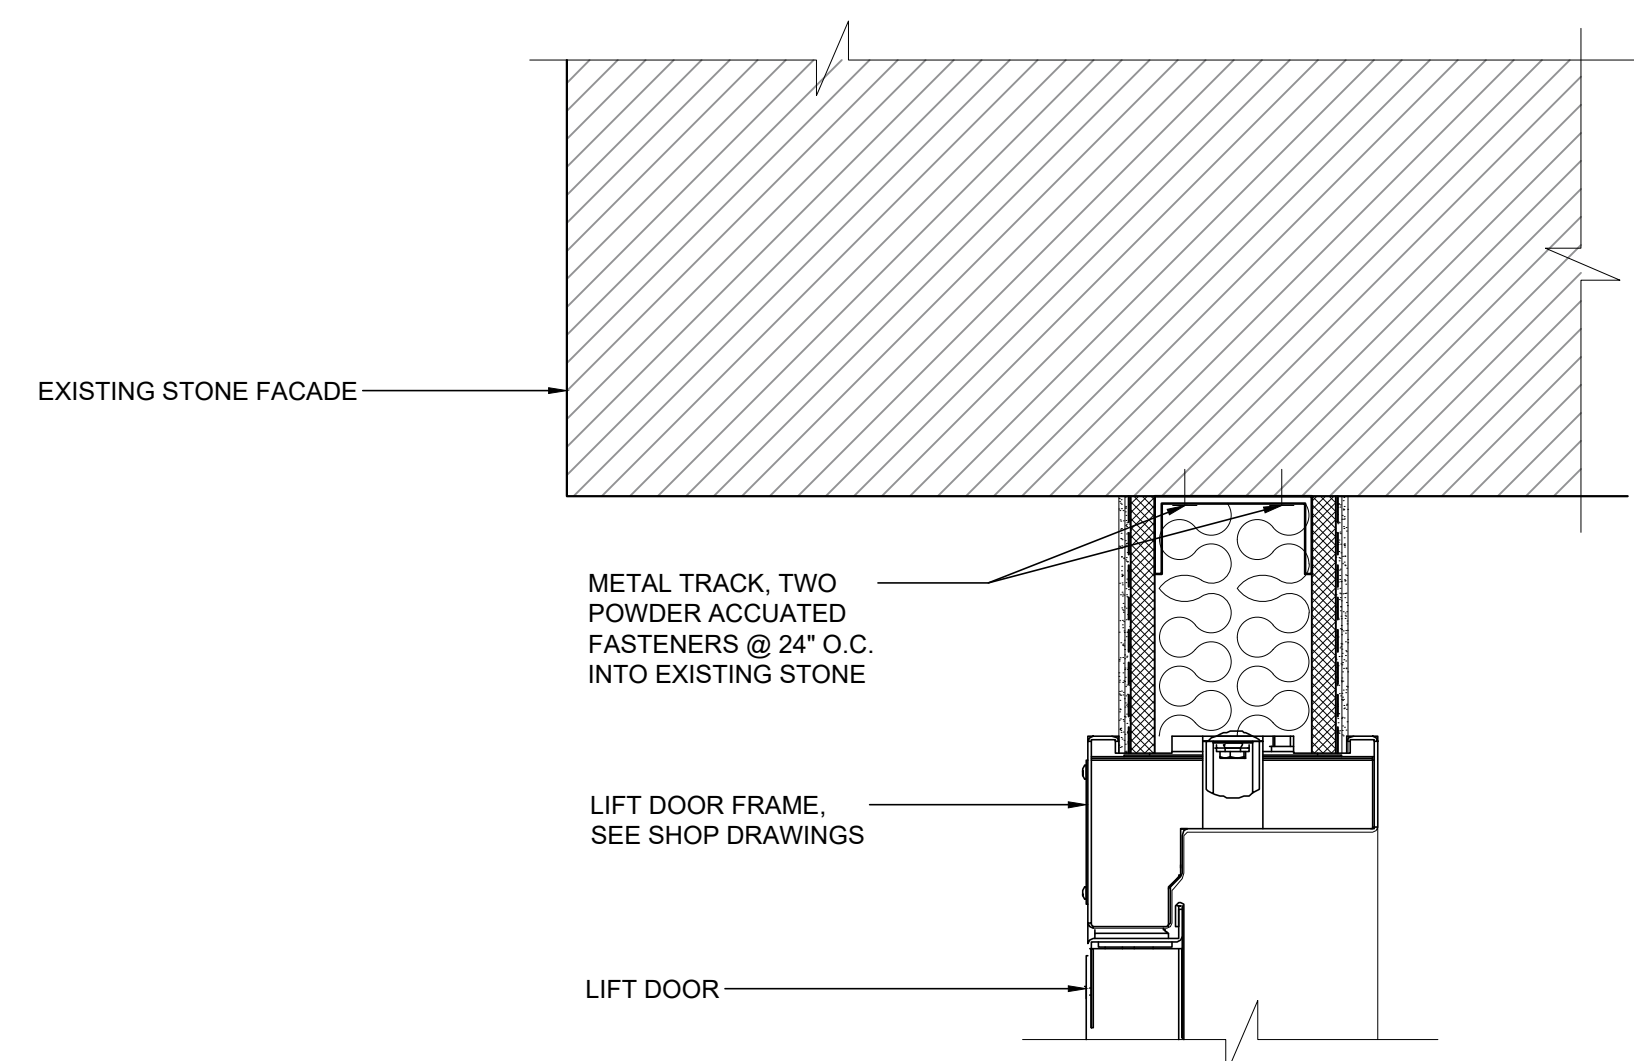 EXISTING STONE FACADE
METAL TRACK, TWO
POWDER ACCUATED
FASTENERS @ 24" O.C.
INTO EXISTING STONE
LIFT DOOR FRAME,
SEE SHOP DRAWINGS
LIFT DOOR